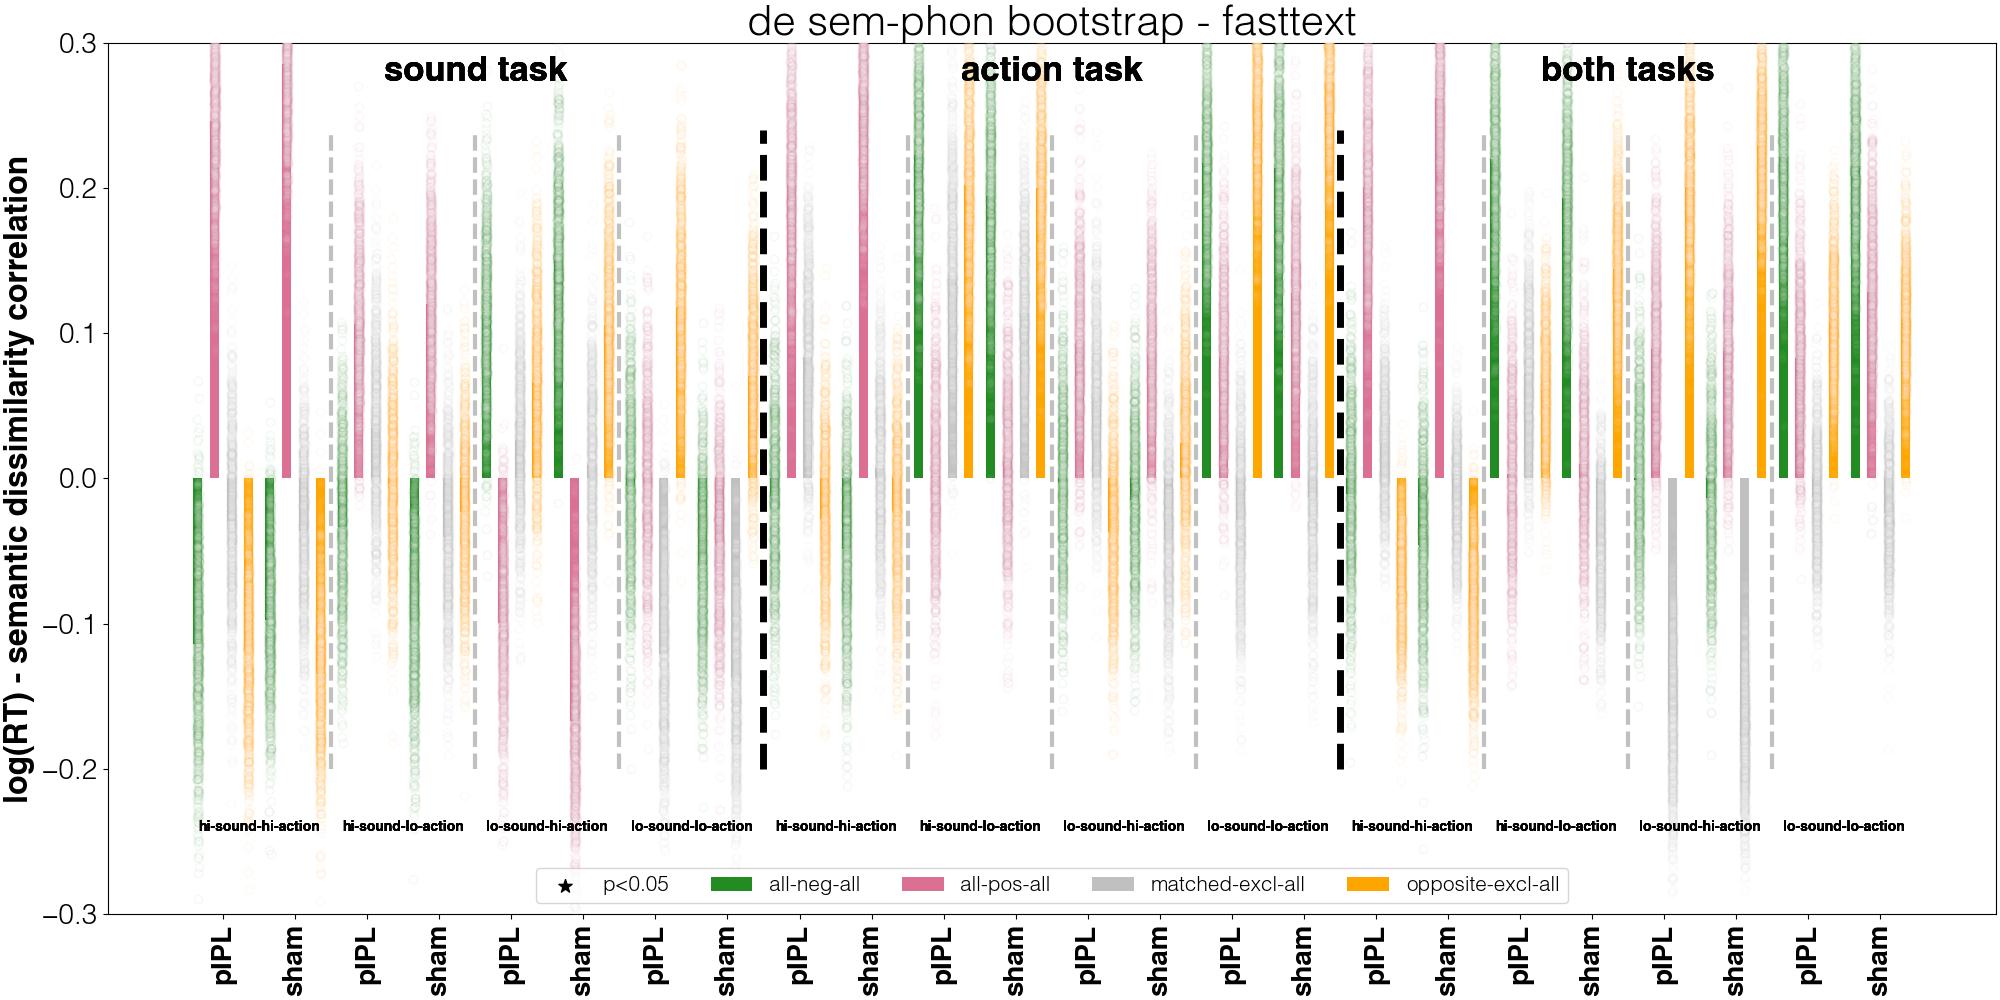 de sem-phon bootstrap - fasttext
sound task
action task
both tasks
log(RT) - semantic dissimilarity correlation
0.3
0.2
0.1
0.0
−0.1
−0.2
−0.3
hi-sound-hi-action hi-sound-lo-action lo-sound-hi-action lo-sound-lo-action hi-sound-hi-action hi-sound-lo-action lo-sound-hi-action lo-sound-lo-action hi-sound-hi-action hi-sound-lo-action lo-sound-hi-action lo-sound-lo-action
p<0.05 all-neg-all all-pos-all matched-excl-all opposite-excl-all
pIPL sham pIPL sham pIPL sham pIPL sham pIPL sham pIPL sham pIPL sham pIPL sham pIPL sham pIPL sham pIPL sham pIPL sham